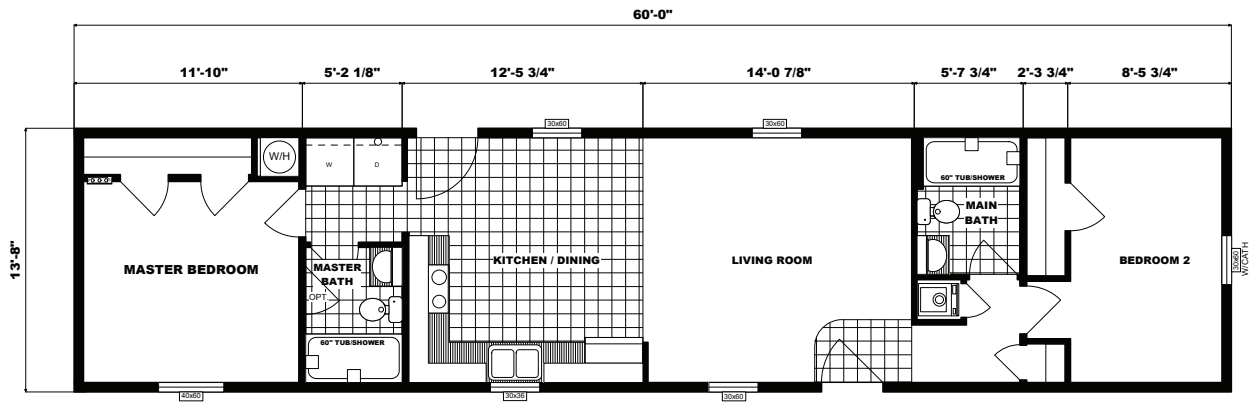 60'-0"
11'-10"
5'-2 1/8"
12'-5 3/4"
14'-0 7/8"
5'-7 3/4"
2'-3 3/4"
8'-5 3/4"
30x60
30x60
W/H
W
D
60" TUB/SHOWER
MAIN
BATH
13'-8"
MASTER BEDROOM
MASTER
BATH
OPT
KITCHEN / DINING
LIVING ROOM
BEDROOM 2
30x60
W/CATH
60" TUB/SHOWER
40x60
30x36
30x60